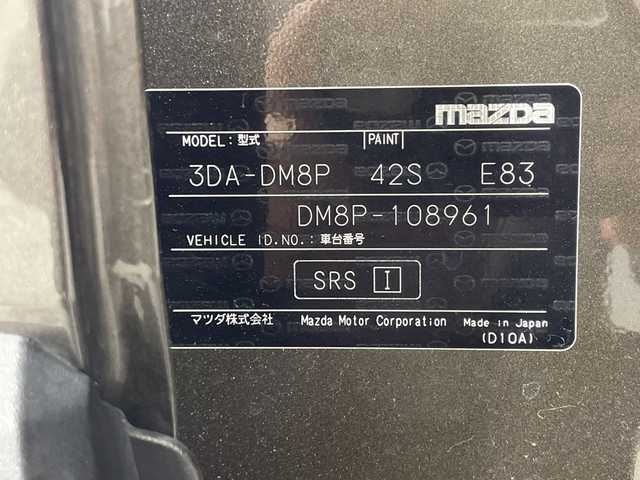 mazda
MODEL:型式 PAINT
3DA-DM8P 42S E83
DM8P-108961
VEHICLE ID.NO.:車台番号
SRS I
マツダ株式会社 Mazda Motor Corporation Made in Japan
(D10A)